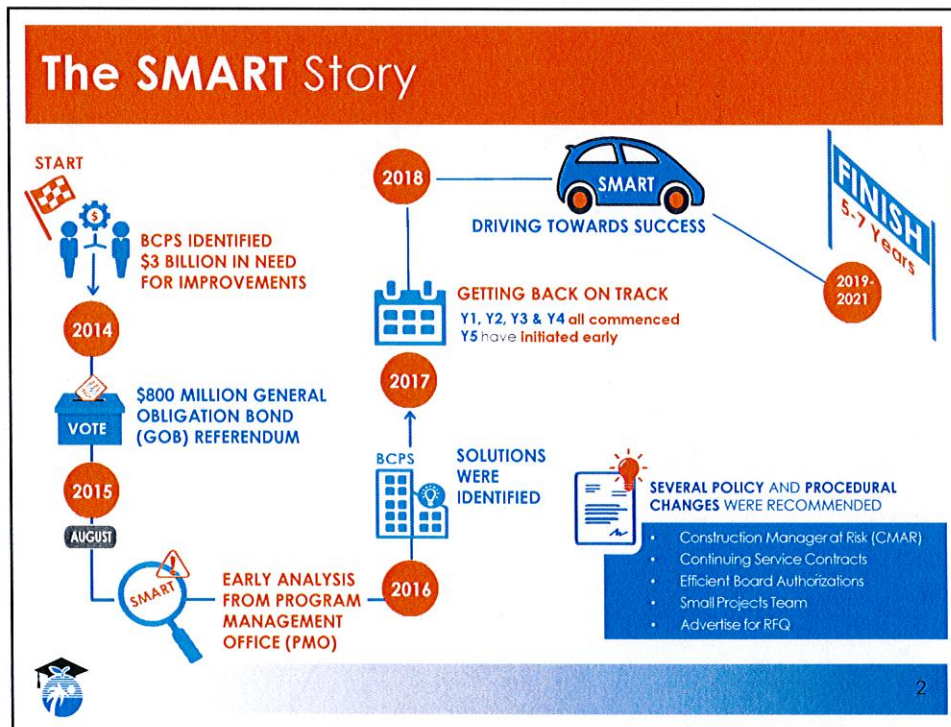 The SMART Story
START
$
BCPS IDENTIFIED
$3 BILLION IN NEED
FOR IMPROVEMENTS
2014
VOTE
$800 MILLION GENERAL
OBLIGATION BOND
(GOB) REFERENDUM
2015
AUGUST
SMART
EARLY ANALYSIS
FROM PROGRAM
MANAGEMENT
OFFICE (PMO)
2016
BCPS
SOLUTIONS
WERE
IDENTIFIED
2017
GETTING BACK ON TRACK
Y1, Y2, Y3 & Y4 all commenced
Y5 have initiated early
2018
SMART
DRIVING TOWARDS SUCCESS
2019-
2021
FINISH
5-7 Years
SEVERAL POLICY AND PROCEDURAL
CHANGES WERE RECOMMENDED
• Construction Manager at Risk (CMAR)
• Continuing Service Contracts
• Efficient Board Authorizations
• Small Projects Team
• Advertise for RFQ
2